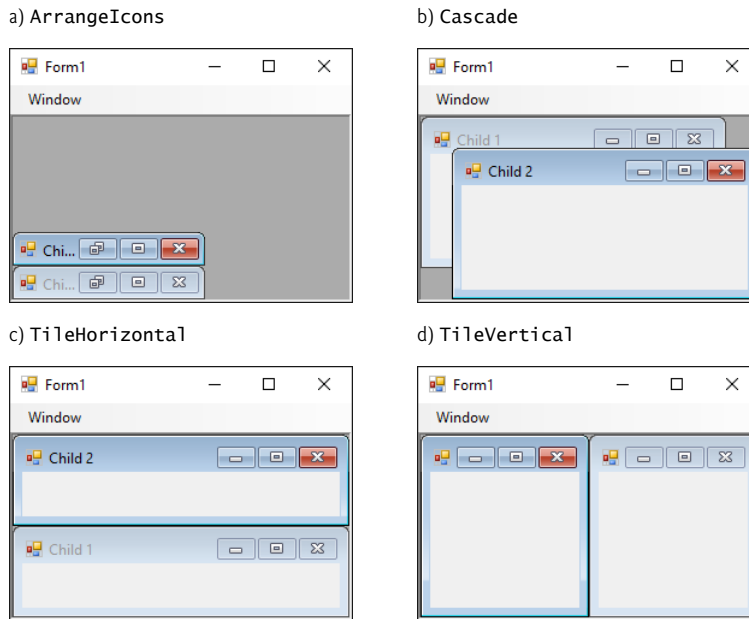 a) ArrangeIcons
Form1
Window
Chi...
Chi...
b) Cascade
Form1
Window
Child 1
Child 2
c) TileHorizontal
Form1
Window
Child 2
Child 1
d) TileVertical
Form1
Window